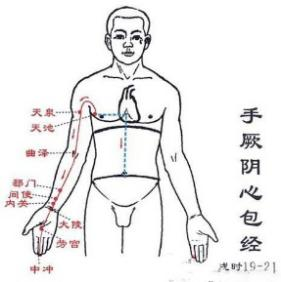 天泉
天池
曲泽
郄门
间使
内关
大陵
劳宫
中冲
手厥阴心包经
戌时19-21